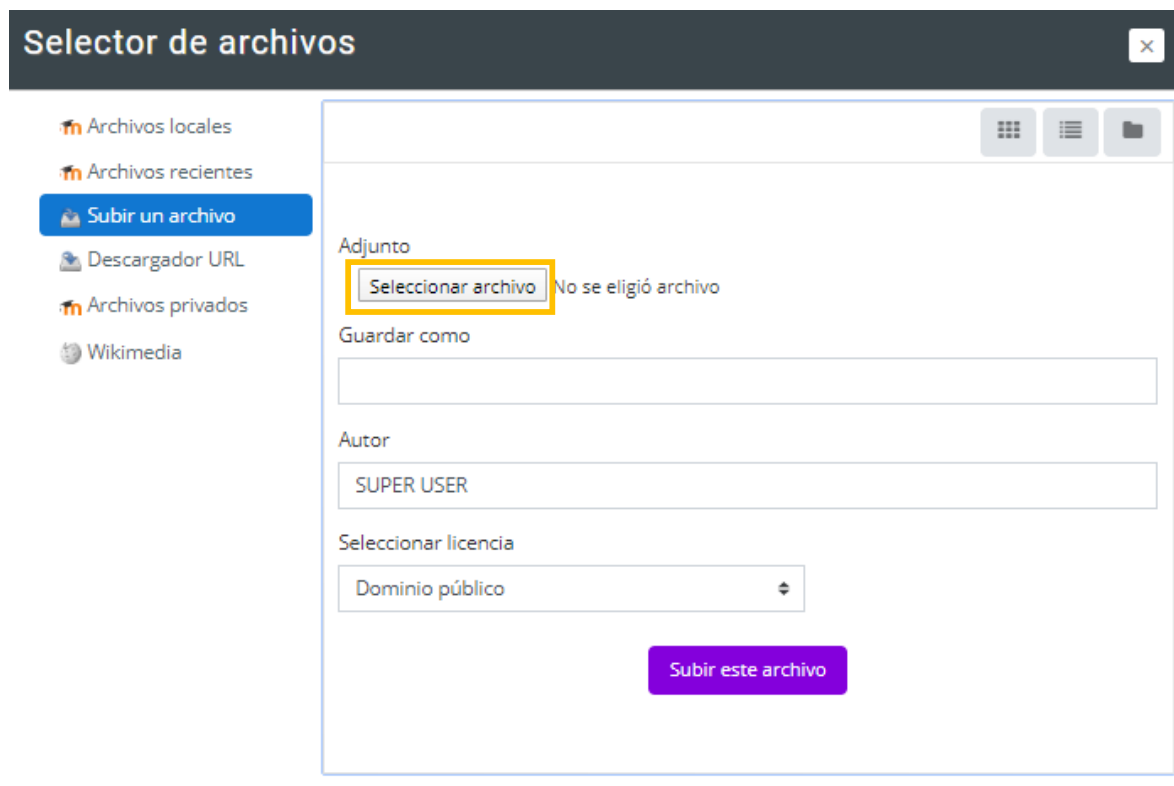 Selector de archivos
Archivos locales
Archivos recientes
Subir un archivo
Descargador URL
Archivos privados
Wikimedia
Adjunto
Seleccionar archivo No se eligió archivo
Guardar como
Autor
SUPER USER
Seleccionar licencia
Dominio público
Subir este archivo